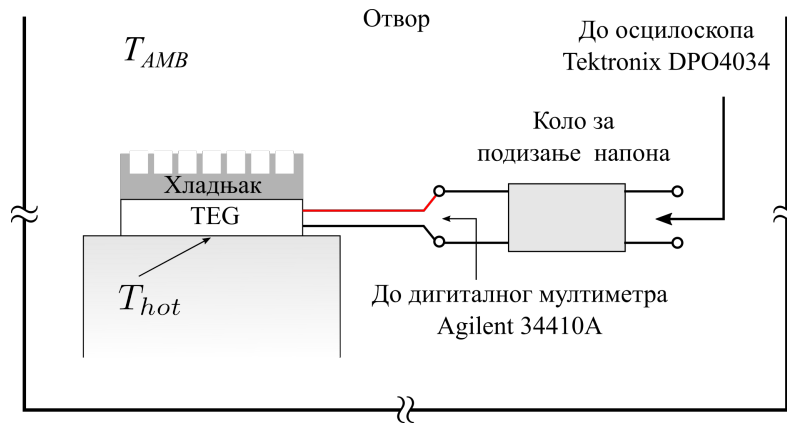 Отвор
T_AMB
До осцилоскопа
Tektronix DPO4034
Коло за
подизање напона
Хладњак
TEG
T_hot
До дигиталног мултиметра
Agilent 34410A